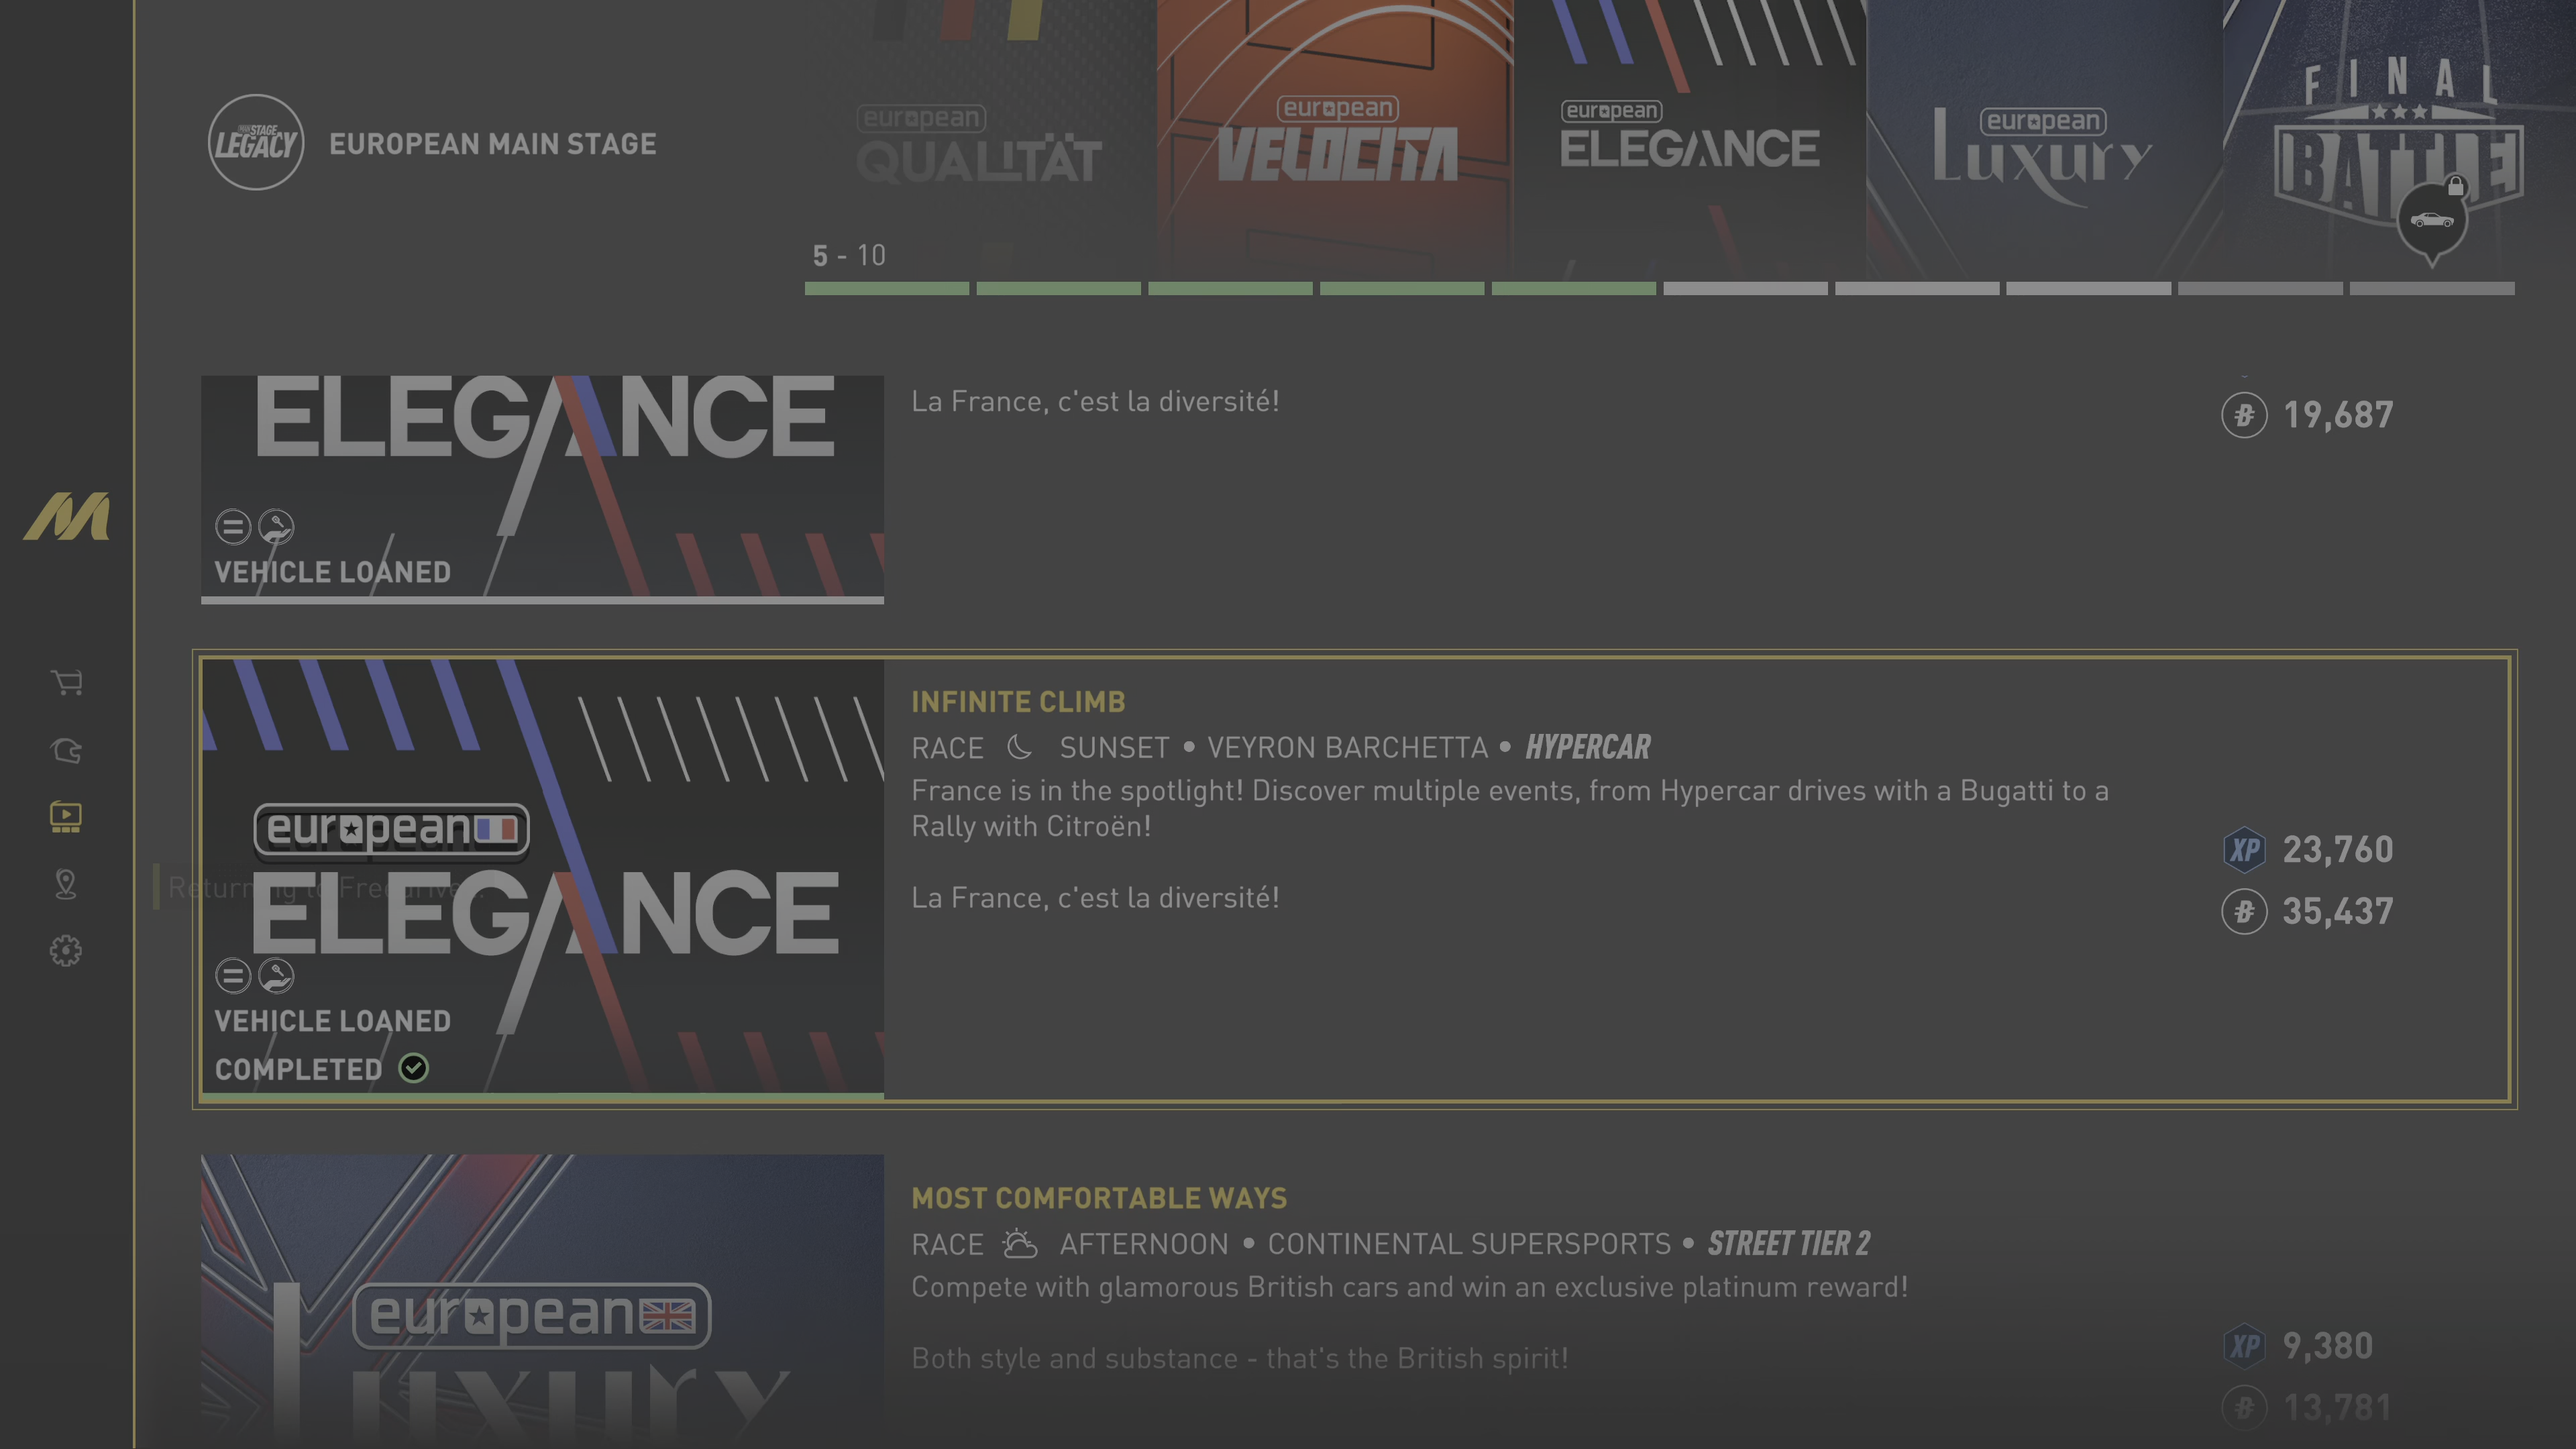 MAIN STAGE
LEGACY
EUROPEAN MAIN STAGE
european
QUALITÄT
european
VELOCITA
european
ELEGANCE
european
Luxury
FINAL
BATTLE
5 - 10
ELEGANCE
VEHICLE LOANED
La France, c'est la diversité!
19,687
european
ELEGANCE
VEHICLE LOANED
COMPLETED
INFINITE CLIMB
RACE SUNSET • VEYRON BARCHETTA • HYPERCAR
France is in the spotlight! Discover multiple events, from Hypercar drives with a Bugatti to a
Rally with Citroën!
La France, c'est la diversité!
XP 23,760
35,437
Returning to Freedrive
european
Luxury
MOST COMFORTABLE WAYS
RACE AFTERNOON • CONTINENTAL SUPERSPORTS • STREET TIER 2
Compete with glamorous British cars and win an exclusive platinum reward!
Both style and substance - that's the British spirit!
XP 9,380
13,781